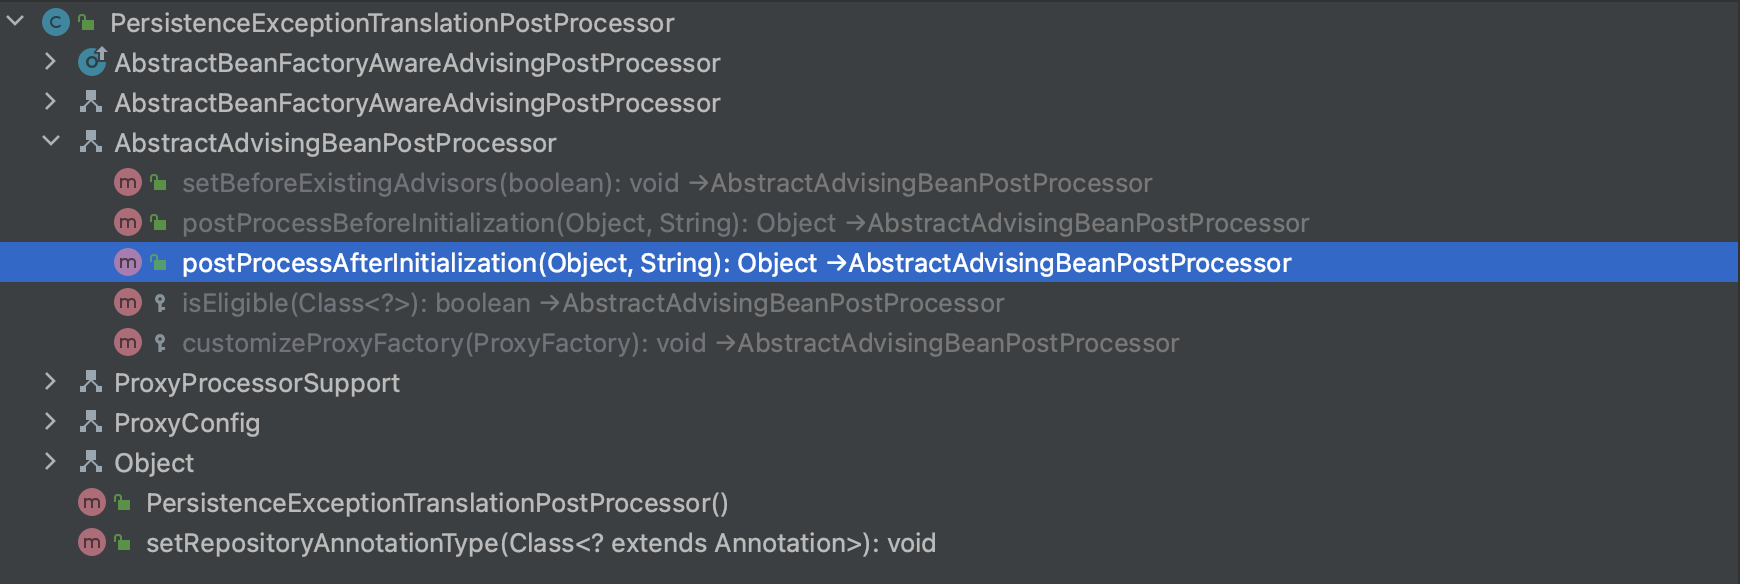 PersistenceExceptionTranslationPostProcessor
AbstractBeanFactoryAwareAdvisingPostProcessor
AbstractBeanFactoryAwareAdvisingPostProcessor
AbstractAdvisingBeanPostProcessor
setBeforeExistingAdvisors(boolean): void →AbstractAdvisingBeanPostProcessor
postProcessBeforeInitialization(Object, String): Object →AbstractAdvisingBeanPostProcessor
postProcessAfterInitialization(Object, String): Object →AbstractAdvisingBeanPostProcessor
isEligible(Class<?>): boolean →AbstractAdvisingBeanPostProcessor
customizeProxyFactory(ProxyFactory): void →AbstractAdvisingBeanPostProcessor
ProxyProcessorSupport
ProxyConfig
Object
PersistenceExceptionTranslationPostProcessor()
setRepositoryAnnotationType(Class<? extends Annotation>): void